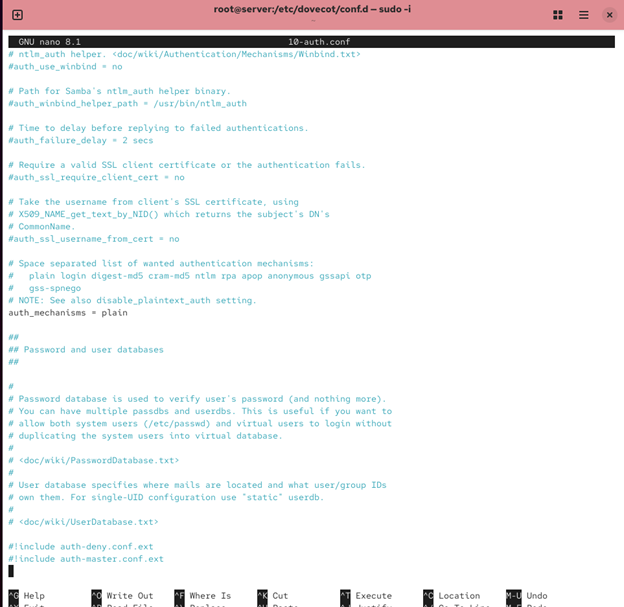 root@server:/etc/dovecot/conf.d — sudo -i
GNU nano 8.1 10-auth.conf
# ntlm_auth helper. <doc/wiki/Authentication/Mechanisms/Winbind.txt>
#auth_use_winbind = no
# Path for Samba's ntlm_auth helper binary.
#auth_winbind_helper_path = /usr/bin/ntlm_auth
# Time to delay before replying to failed authentications.
#auth_failure_delay = 2 secs
# Require a valid SSL client certificate or the authentication fails.
#auth_ssl_require_client_cert = no
# Take the username from client's SSL certificate, using
# X509_NAME_get_text_by_NID() which returns the subject's DN's
# CommonName.
#auth_ssl_username_from_cert = no
# Space separated list of wanted authentication mechanisms:
#   plain login digest-md5 cram-md5 ntlm rpa apop anonymous gssapi otp
#   gss-spnego
# NOTE: See also disable_plaintext_auth setting.
auth_mechanisms = plain
##
## Password and user databases
##
#
# Password database is used to verify user's password (and nothing more).
# You can have multiple passdbs and userdbs. This is useful if you want to
# allow both system users (/etc/passwd) and virtual users to login without
# duplicating the system users into virtual database.
#
# <doc/wiki/PasswordDatabase.txt>
#
# User database specifies where mails are located and what user/group IDs
# own them. For single-UID configuration use "static" userdb.
#
# <doc/wiki/UserDatabase.txt>
#!include auth-deny.conf.ext
#!include auth-master.conf.ext
^G Help ^O Write Out ^F Where Is ^K Cut ^T Execute ^C Location M-U Undo